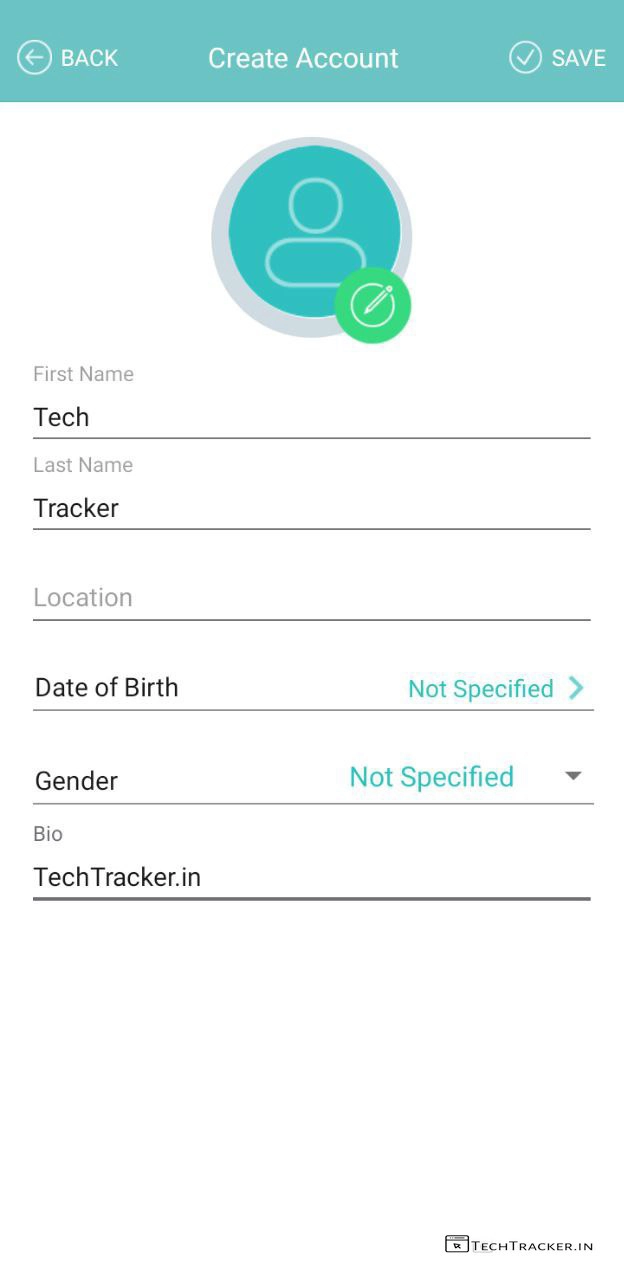 BACK Create Account SAVE
First Name
Tech
Last Name
Tracker
Location
Date of Birth Not Specified
Gender Not Specified
Bio
TechTracker.in
TECHTRACKER.IN